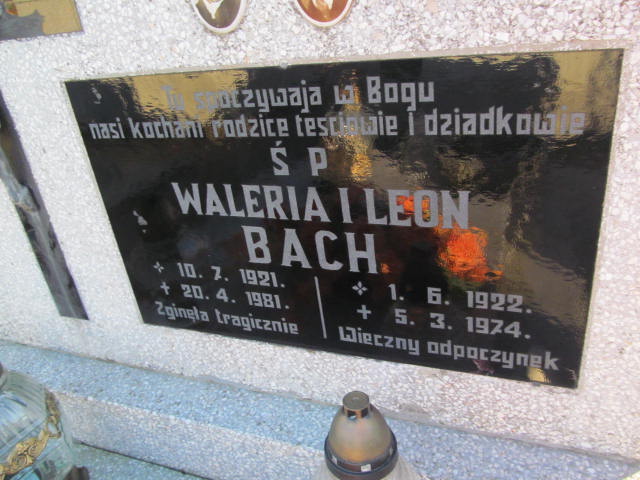 Tu spoczywaja w Bogu
nasi kochani rodzice teściowie i dziadkowie
Ś P
WALERIA I LEON
BACH
10. 7. 1921.
+ 20. 4. 1981.
Zginęła tragicznie
1. 6. 1922.
+ 5. 3. 1974.
Wieczny odpoczynek